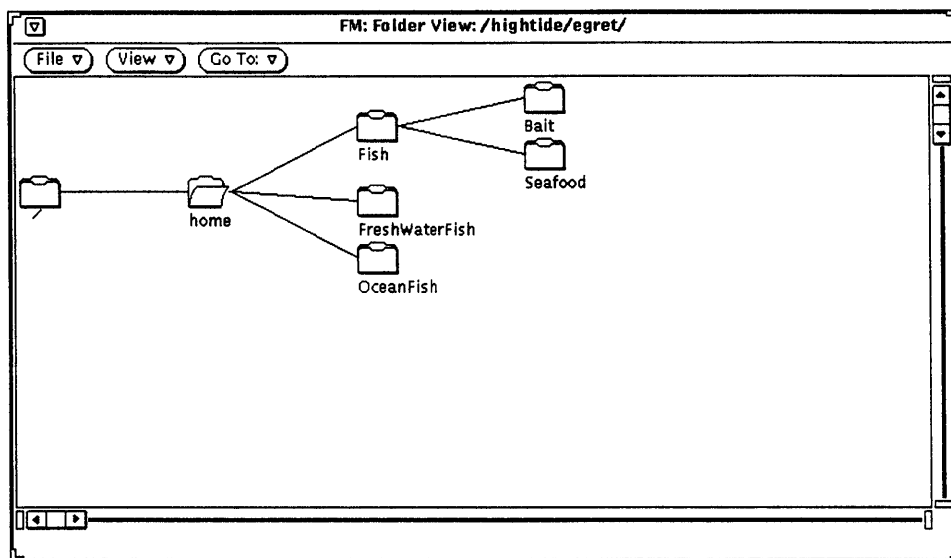 FM: Folder View: /hightide/egret/
File View Go To:
Bait
Fish
Seafood
/
home
FreshWaterFish
OceanFish